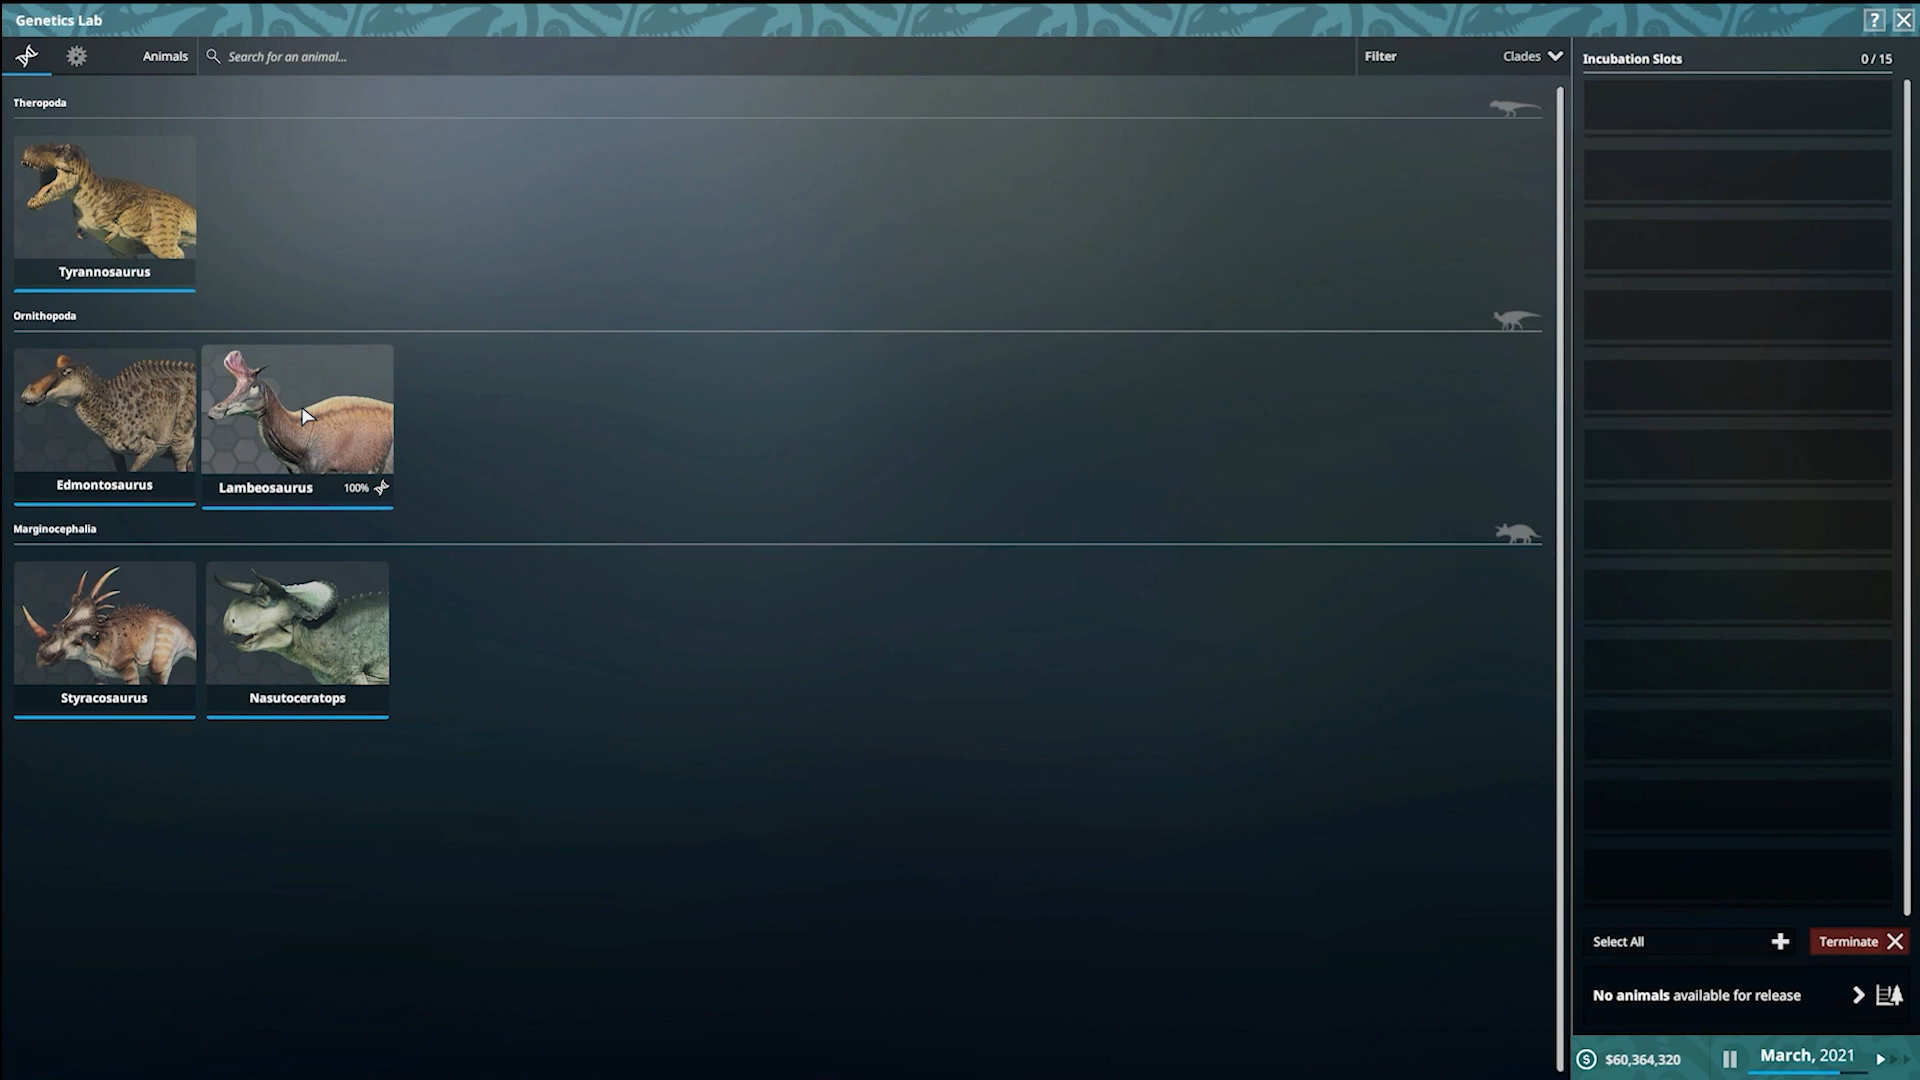 Genetics Lab
?
Animals
Search for an animal...
Filter
Clades
Incubation Slots
0 / 15
Theropoda
Tyrannosaurus
Ornithopoda
Edmontosaurus
Lambeosaurus
100%
Marginocephalia
Styracosaurus
Nasutoceratops
Select All
Terminate
No animals available for release
$60,364,320
March, 2021